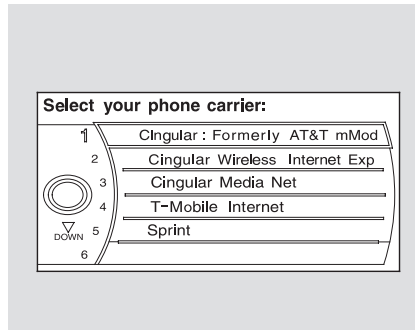 Select your phone carrier:
1 CIngular : Formerly AT&T mMod
2 Cingular Wireless Internet Exp
3 Cingular Media Net
4 T-Mobile Internet
DOWN 5 Sprint
6